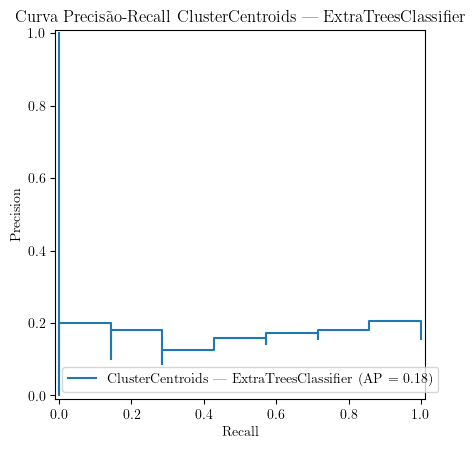 Curva Precisão-Recall ClusterCentroids — ExtraTreesClassifier
1.0
0.8
0.6
0.4
0.2
0.0
Precision
ClusterCentroids — ExtraTreesClassifier (AP = 0.18)
0.0 0.2 0.4 0.6 0.8 1.0
Recall